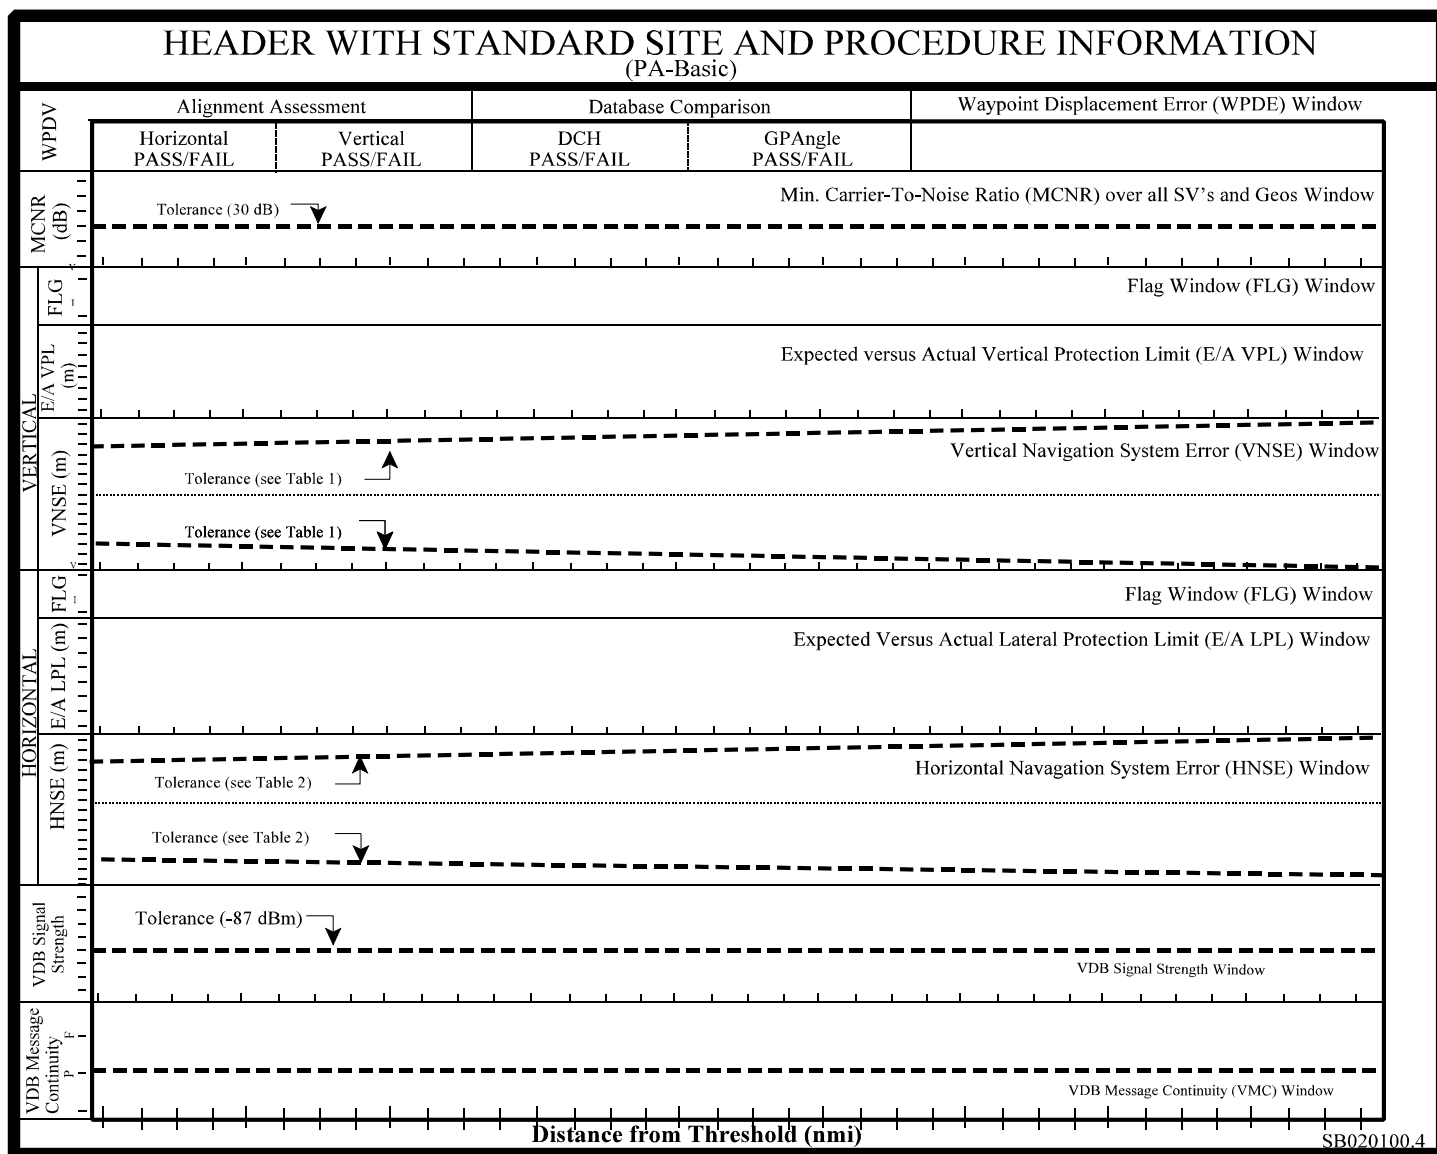 HEADER WITH STANDARD SITE AND PROCEDURE INFORMATION
(PA-Basic)
WPDV
Alignment Assessment
Database Comparison
Waypoint Displacement Error (WPDE) Window
Horizontal
PASS/FAIL
Vertical
PASS/FAIL
DCH
PASS/FAIL
GPAngle
PASS/FAIL
MCNR
(dB)
Min. Carrier-To-Noise Ratio (MCNR) over all SV's and Geos Window
Tolerance (30 dB)
VERTICAL
FLG
Flag Window (FLG) Window
E/A VPL
(m)
Expected versus Actual Vertical Protection Limit (E/A VPL) Window
VNSE (m)
Vertical Navigation System Error (VNSE) Window
Tolerance (see Table 1)
Tolerance (see Table 1)
HORIZONTAL
FLG
Flag Window (FLG) Window
E/A LPL (m)
Expected Versus Actual Lateral Protection Limit (E/A LPL) Window
HNSE (m)
Horizontal Navagation System Error (HNSE) Window
Tolerance (see Table 2)
Tolerance (see Table 2)
VDB Signal
Strength
Tolerance (-87 dBm)
VDB Signal Strength Window
VDB Message
Continuity
F
P
VDB Message Continuity (VMC) Window
Distance from Threshold (nmi)
SB020100.4